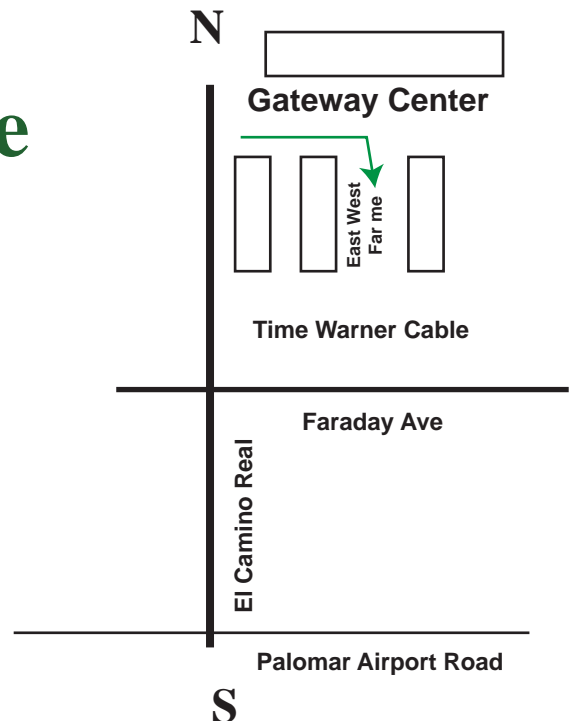 N
e
Gateway Center
East West
Far me
Time Warner Cable
Faraday Ave
El Camino Real
Palomar Airport Road
S